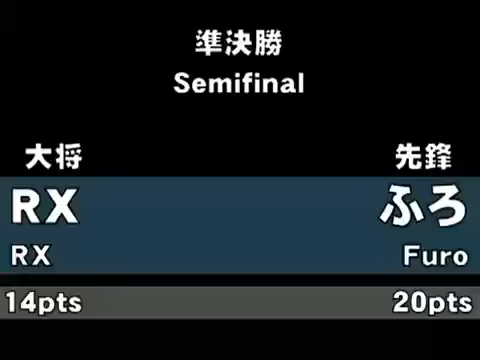 準決勝
Semifinal
大将
先鋒
RX
ふろ
RX
Furo
14pts
20pts